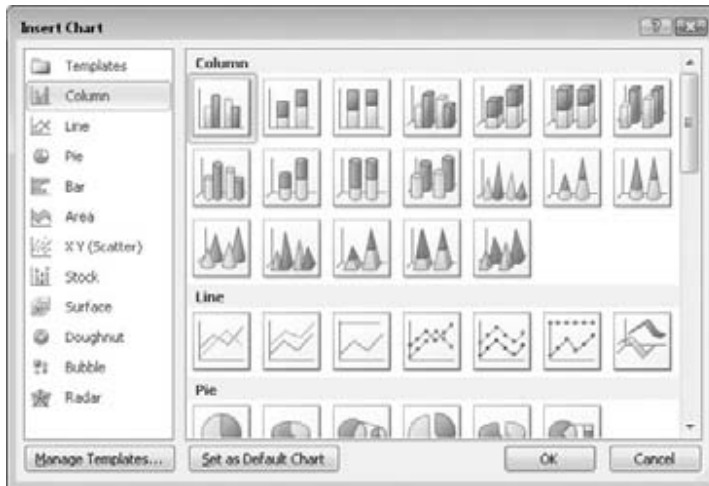 Insert Chart
Templates
Column
Line
Pie
Bar
Area
X Y (Scatter)
Stock
Surface
Doughnut
Bubble
Radar
Column
Line
Pie
Manage Templates...
Set as Default Chart
OK
Cancel